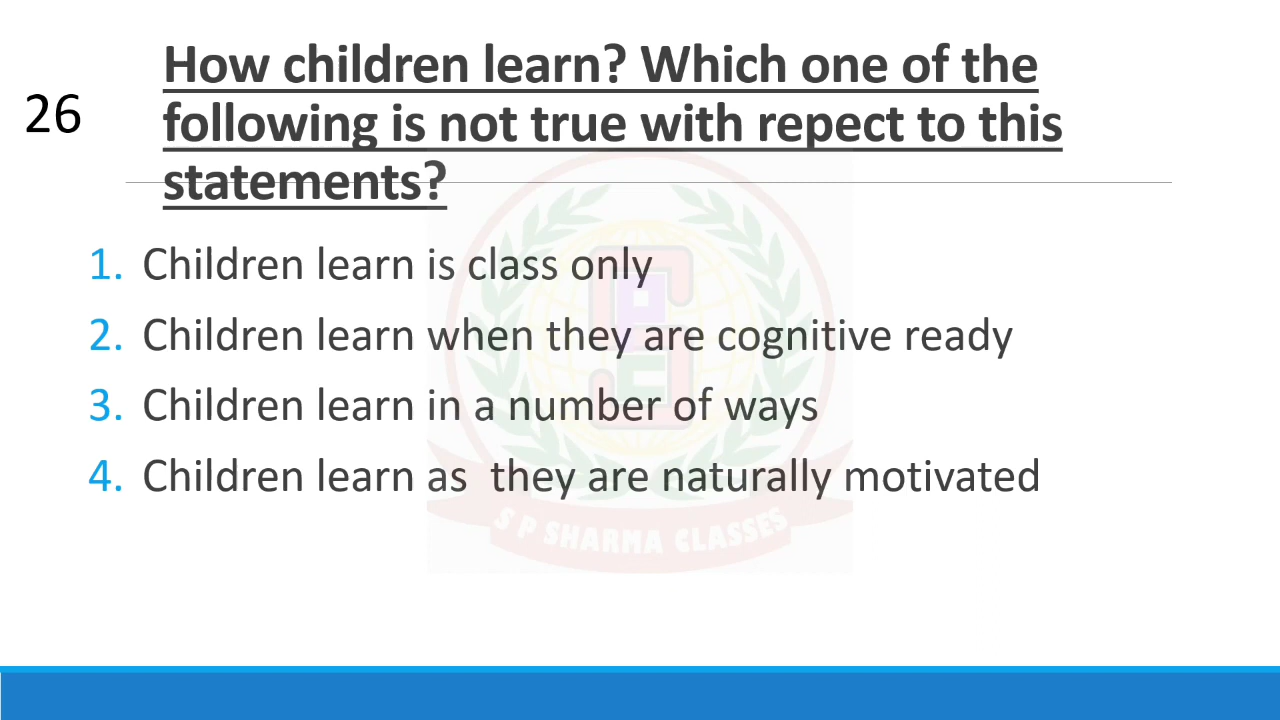 How children learn? Which one of the
26
following is not true with repect to this
statements?
1. Children learn is class only
2. Children learn when they are cognitive ready
3. Children learn in a number of ways
4. Children learn as  they are naturally motivated
S P SHARMA CLASSES